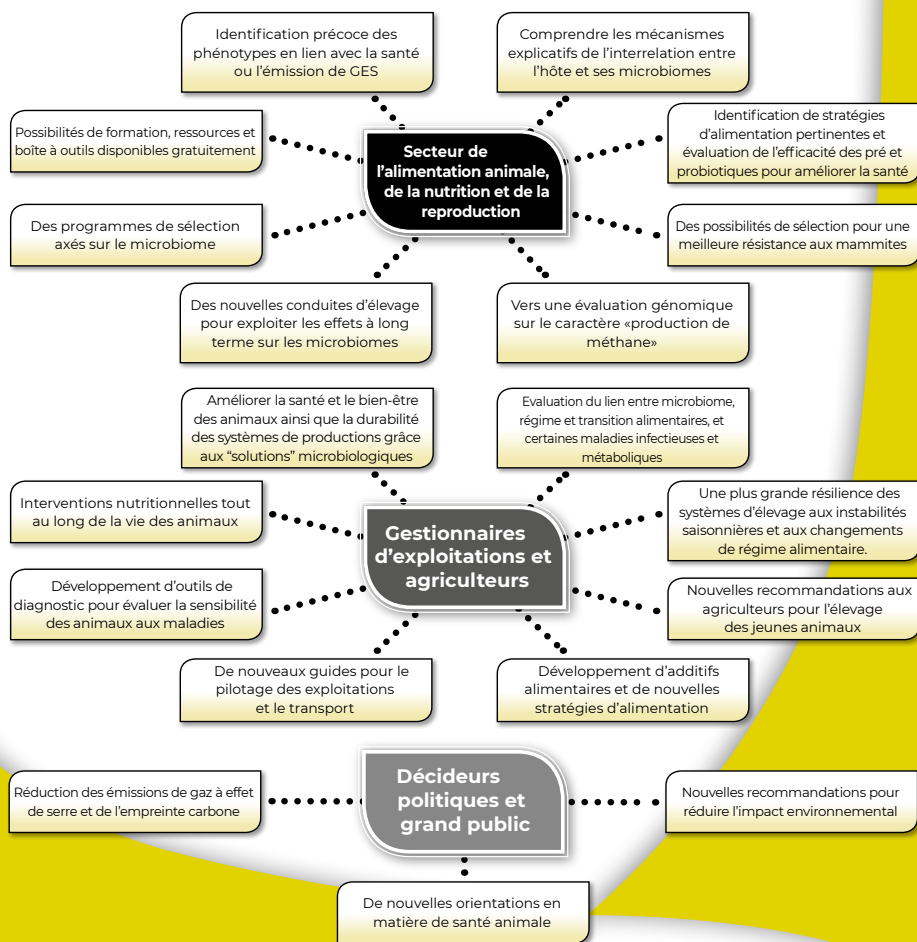 Identification précoce des
phénotypes en lien avec la santé
ou l'émission de GES
Comprendre les mécanismes
explicatifs de l'interrelation entre
l'hôte et ses microbiomes
Possibilités de formation, ressources et
boîte à outils disponibles gratuitement
Secteur de
l'alimentation animale,
de la nutrition et de la
reproduction
Identification de stratégies
d'alimentation pertinentes et
évaluation de l'efficacité des pré et
probiotiques pour améliorer la santé
Des programmes de sélection
axés sur le microbiome
Des possibilités de sélection pour une
meilleure résistance aux mammites
Des nouvelles conduites d'élevage
pour exploiter les effets à long
terme sur les microbiomes
Vers une évaluation génomique
sur le caractère «production de
méthane»
Améliorer la santé et le bien-être
des animaux ainsi que la durabilité
des systèmes de productions grâce
aux “solutions” microbiologiques
Evaluation du lien entre microbiome,
régime et transition alimentaires, et
certaines maladies infectieuses et
métaboliques
Interventions nutritionnelles tout
au long de la vie des animaux
Gestionnaires
d'exploitations et
agriculteurs
Une plus grande résilience des
systèmes d'élevage aux instabilités
saisonnières et aux changements
de régime alimentaire.
Développement d'outils de
diagnostic pour évaluer la sensibilité
des animaux aux maladies
Nouvelles recommandations aux
agriculteurs pour l'élevage
des jeunes animaux
De nouveaux guides pour le
pilotage des exploitations
et le transport
Développement d'additifs
alimentaires et de nouvelles
stratégies d'alimentation
Décideurs
politiques et
grand public
Réduction des émissions de gaz à effet
de serre et de l'empreinte carbone
Nouvelles recommandations pour
réduire l'impact environnemental
De nouvelles orientations en
matière de santé animale